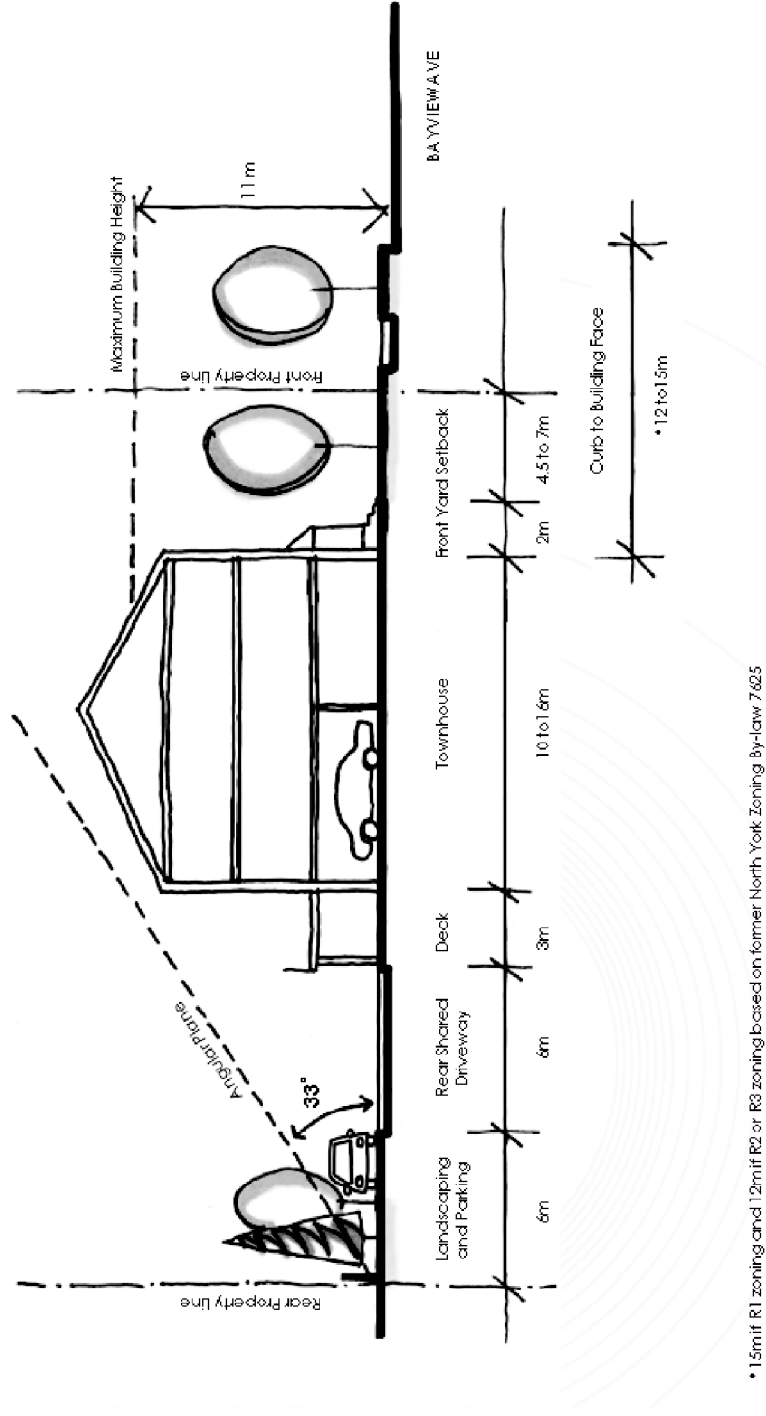 Maximum Building Height
11m
Angular Plane
33°
Rear Property Line
Front Property Line
BAYVIEW AVE
Landscaping
and Parking
Rear Shared
Driveway
Deck
Townhouse
Front Yard Setback
6m
6m
3m
10 to 16m
2m
4.5 to 7m
Curb to Building Face
*12 to 15m
*15m if R1 zoning and 12m if R2 or R3 zoning based on former North York Zoning By-law 7625